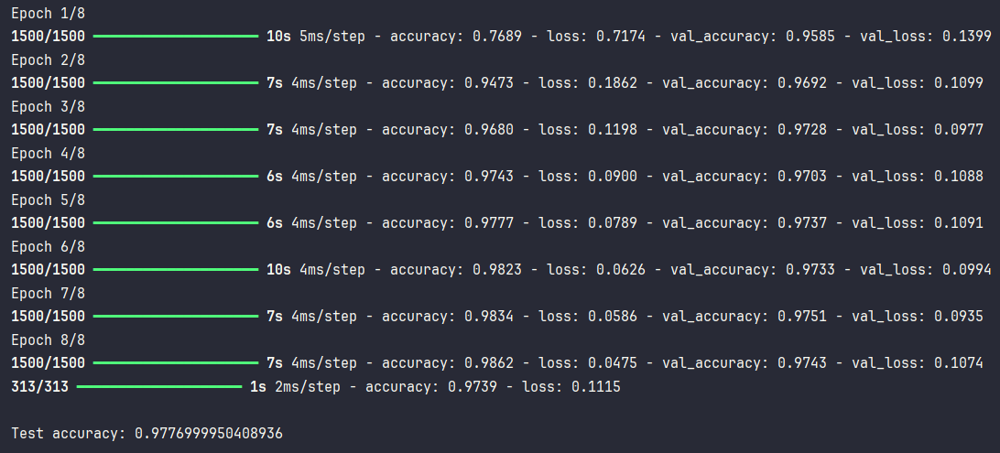 Epoch 1/8
1500/1500 ━━━━━━━━━━━━━━━━━━━━ 10s 5ms/step - accuracy: 0.7689 - loss: 0.7174 - val_accuracy: 0.9585 - val_loss: 0.1399
Epoch 2/8
1500/1500 ━━━━━━━━━━━━━━━━━━━━ 7s 4ms/step - accuracy: 0.9473 - loss: 0.1862 - val_accuracy: 0.9692 - val_loss: 0.1099
Epoch 3/8
1500/1500 ━━━━━━━━━━━━━━━━━━━━ 7s 4ms/step - accuracy: 0.9680 - loss: 0.1198 - val_accuracy: 0.9728 - val_loss: 0.0977
Epoch 4/8
1500/1500 ━━━━━━━━━━━━━━━━━━━━ 6s 4ms/step - accuracy: 0.9743 - loss: 0.0900 - val_accuracy: 0.9703 - val_loss: 0.1088
Epoch 5/8
1500/1500 ━━━━━━━━━━━━━━━━━━━━ 6s 4ms/step - accuracy: 0.9777 - loss: 0.0789 - val_accuracy: 0.9737 - val_loss: 0.1091
Epoch 6/8
1500/1500 ━━━━━━━━━━━━━━━━━━━━ 10s 4ms/step - accuracy: 0.9823 - loss: 0.0626 - val_accuracy: 0.9733 - val_loss: 0.0994
Epoch 7/8
1500/1500 ━━━━━━━━━━━━━━━━━━━━ 7s 4ms/step - accuracy: 0.9834 - loss: 0.0586 - val_accuracy: 0.9751 - val_loss: 0.0935
Epoch 8/8
1500/1500 ━━━━━━━━━━━━━━━━━━━━ 7s 4ms/step - accuracy: 0.9862 - loss: 0.0475 - val_accuracy: 0.9743 - val_loss: 0.1074
313/313 ━━━━━━━━━━━━━━━━━━━━ 1s 2ms/step - accuracy: 0.9739 - loss: 0.1115
Test accuracy: 0.9776999950408936